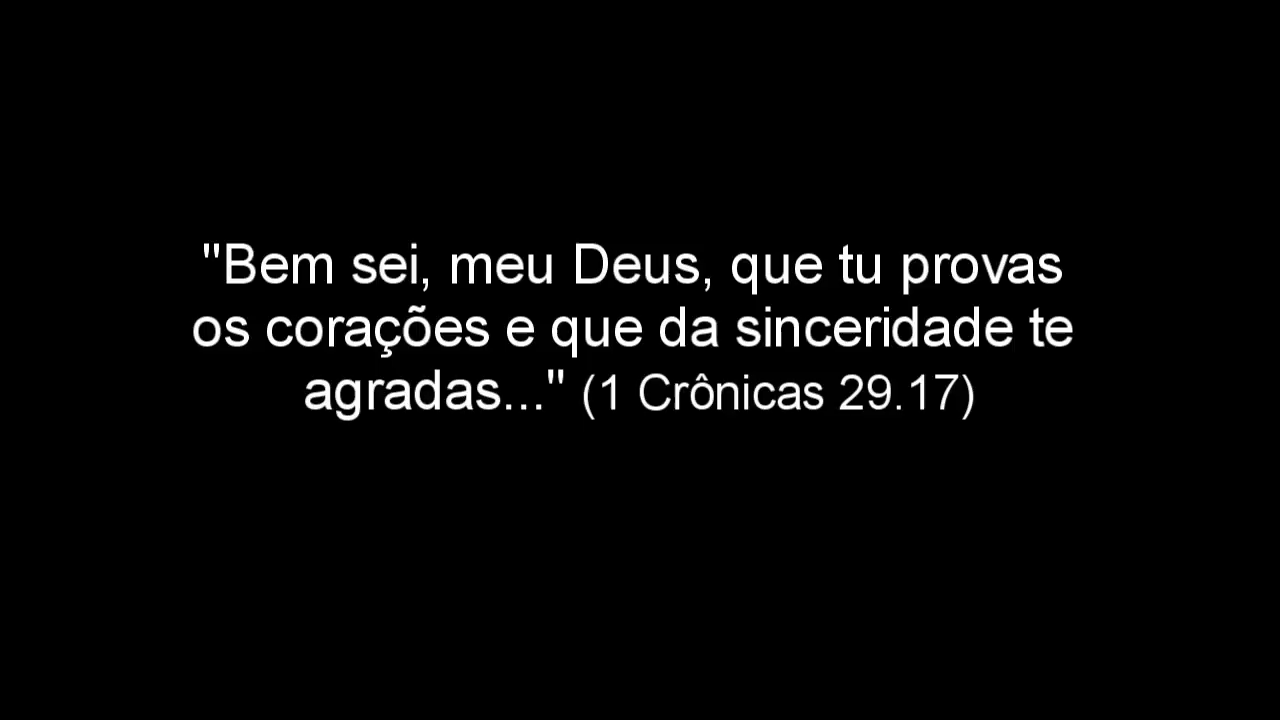 "Bem sei, meu Deus, que tu provas
os corações e que da sinceridade te
agradas..." (1 Crônicas 29.17)